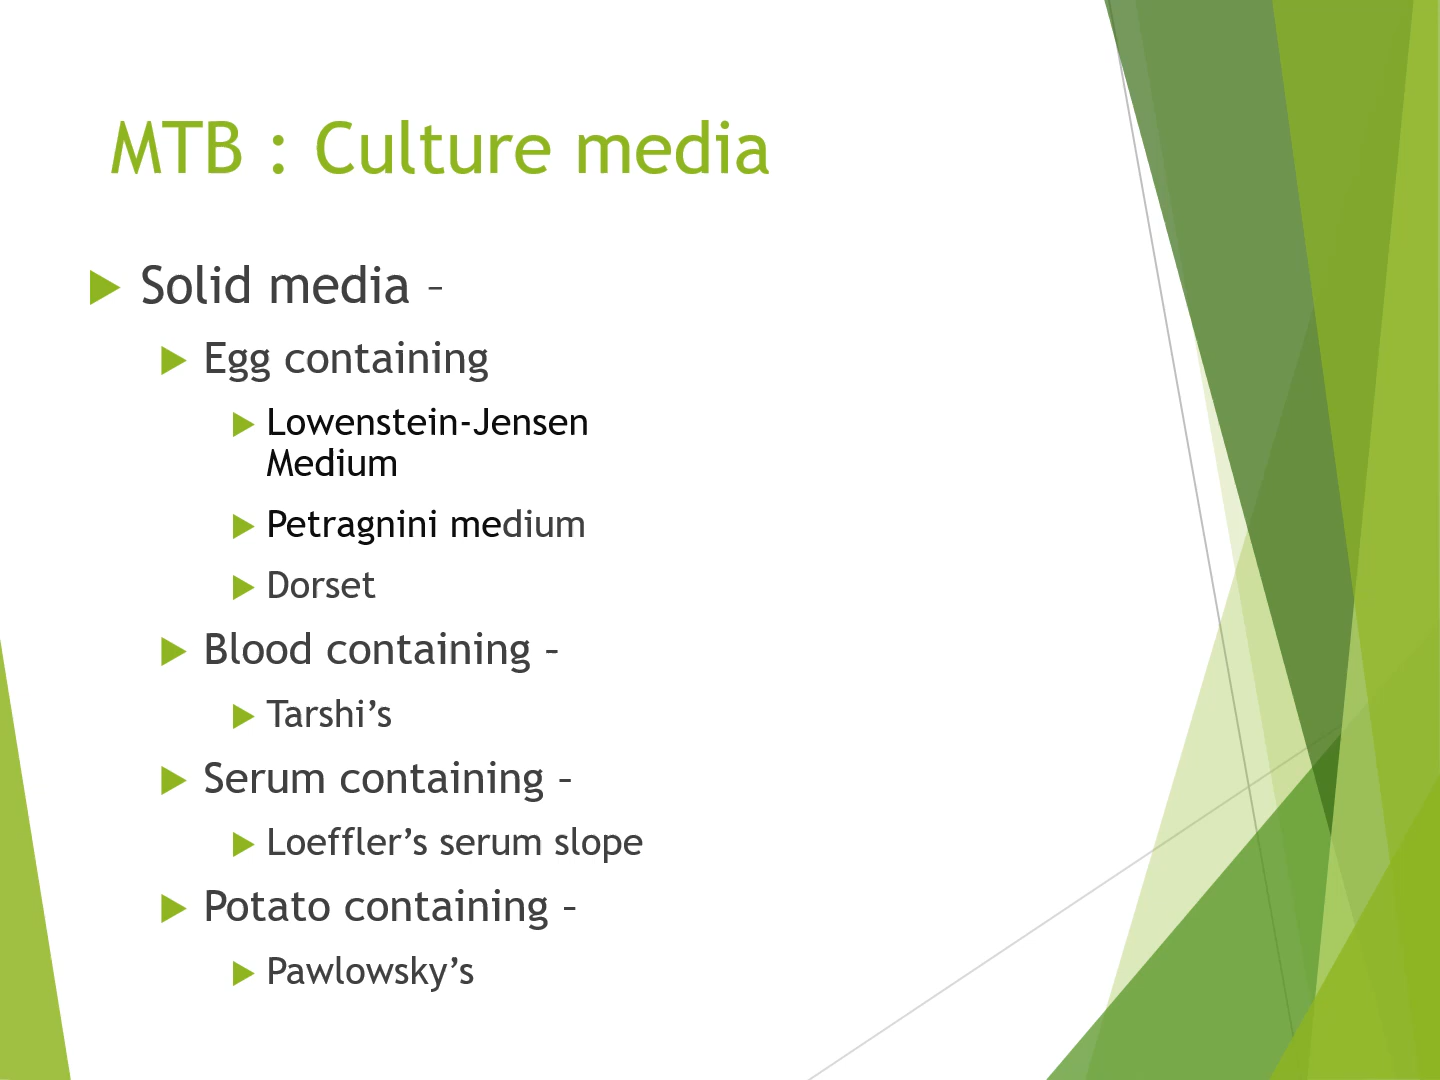 MTB : Culture media
Solid media –
Egg containing
Lowenstein-Jensen
Medium
Petragnini medium
Dorset
Blood containing –
Tarshi’s
Serum containing –
Loeffler’s serum slope
Potato containing –
Pawlowsky’s